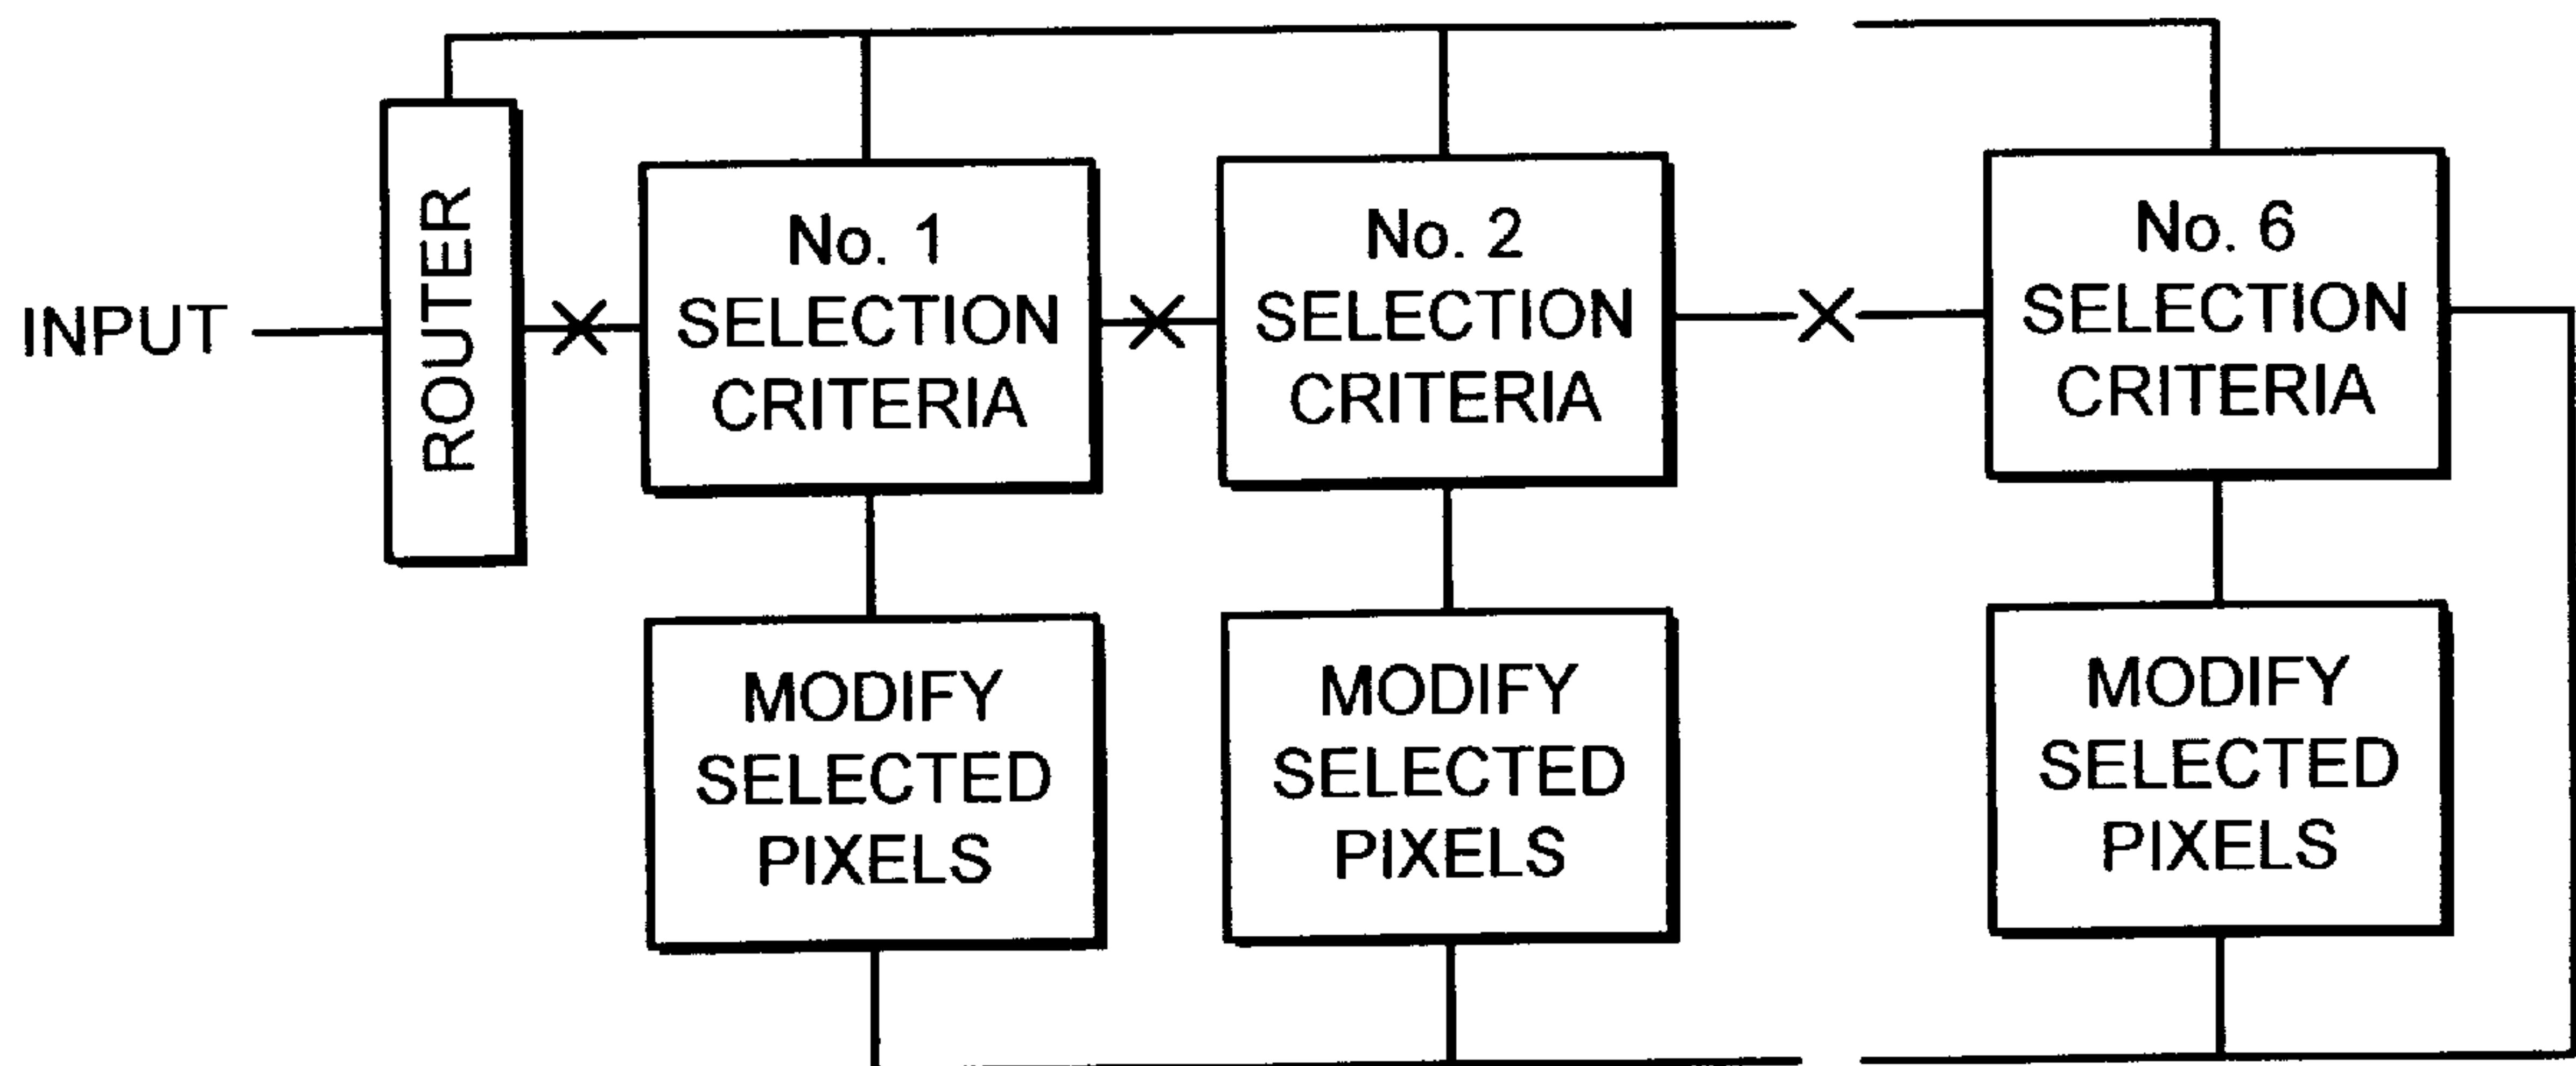 INPUT
ROUTER
No. 1
SELECTION
CRITERIA
No. 2
SELECTION
CRITERIA
No. 6
SELECTION
CRITERIA
MODIFY
SELECTED
PIXELS
MODIFY
SELECTED
PIXELS
MODIFY
SELECTED
PIXELS